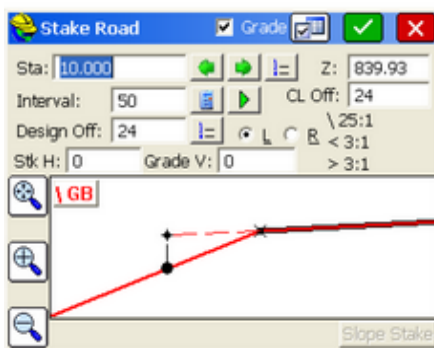 Stake Road Grade
Sta: 10.000 Z: 839.93
Interval: 50 CL Off: 24
Design Off: 24 L R \ 25:1
< 3:1
Stk H: 0 Grade V: 0 > 3:1
\ GB
Slope Stake